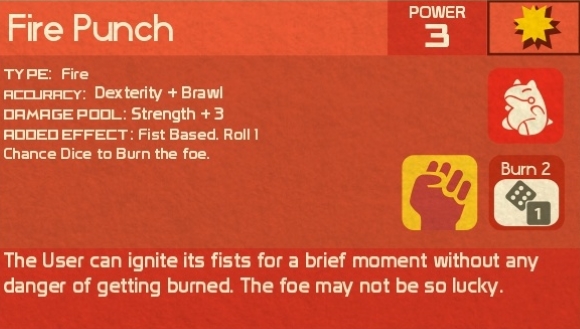 Fire Punch
POWER
3
TYPE: Fire
ACCURACY: Dexterity + Brawl
DAMAGE POOL: Strength + 3
ADDED EFFECT: Fist Based. Roll 1
Chance Dice to Burn the foe.
Burn 2
1
The User can ignite its fists for a brief moment without any
danger of getting burned. The foe may not be so lucky.